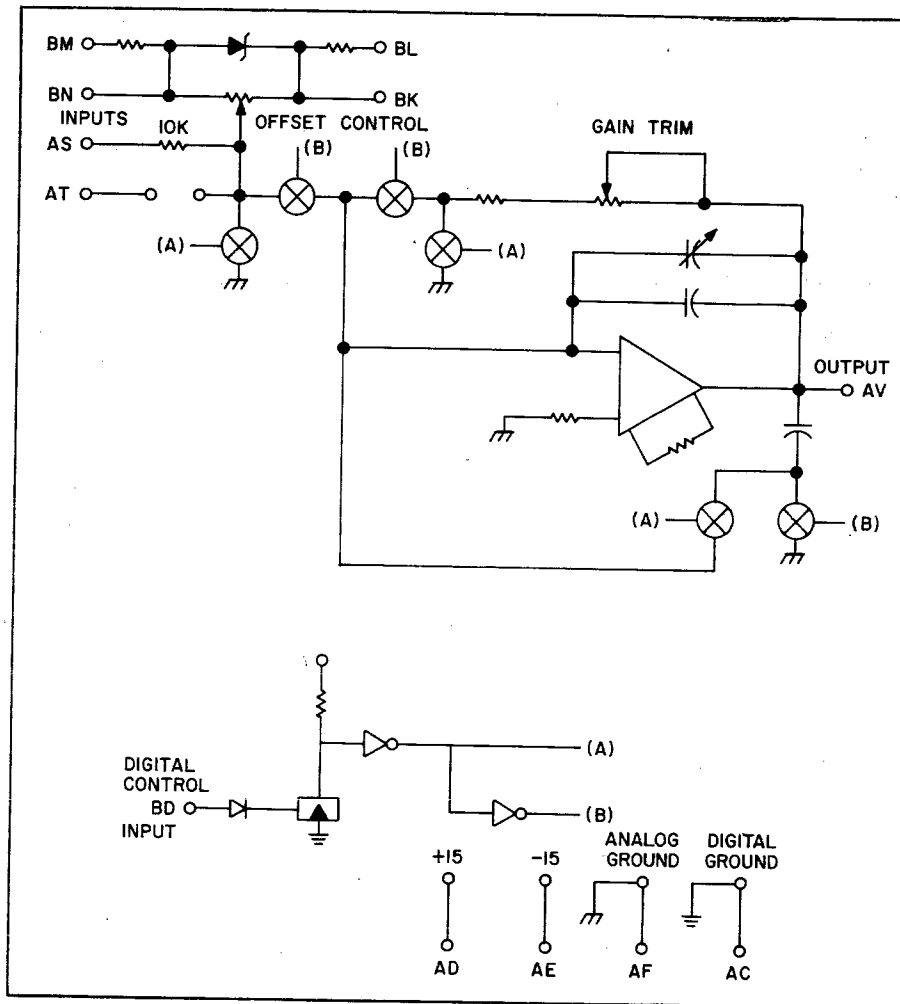 BM
BL
BN
BK
INPUTS
10K
OFFSET CONTROL
GAIN TRIM
AS
(B)
(B)
AT
(A)
(A)
OUTPUT
AV
(A)
(B)
(A)
DIGITAL
CONTROL
BD
INPUT
(B)
+15
-15
ANALOG
GROUND
DIGITAL
GROUND
AD
AE
AF
AC